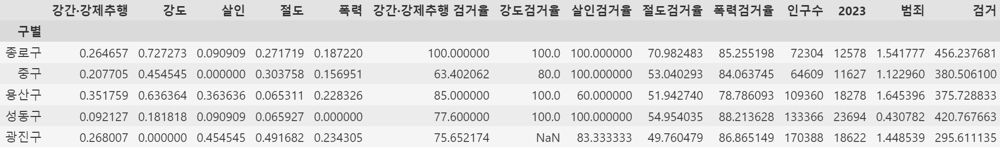 강간·강제추행 강도 살인 절도 폭력 강간·강제추행 검거율 강도검거율 살인검거율 절도검거율 폭력검거율 인구수 2023 범죄 검거
구별
종로구 0.264657 0.727273 0.090909 0.271719 0.187220 100.000000 100.0 100.000000 70.982483 85.255198 72304 12578 1.541777 456.237681
중구 0.207705 0.454545 0.000000 0.303758 0.156951 63.402062 80.0 100.000000 53.040293 84.063745 64609 11627 1.122960 380.506100
용산구 0.351759 0.636364 0.363636 0.065311 0.228326 85.000000 100.0 60.000000 51.942740 78.786093 109360 18278 1.645396 375.728833
성동구 0.092127 0.181818 0.090909 0.065927 0.000000 77.600000 100.0 100.000000 54.954035 88.213628 133366 23694 0.430782 420.767663
광진구 0.268007 0.000000 0.454545 0.491682 0.234305 75.652174 NaN 83.333333 49.760479 86.865149 170388 18622 1.448539 295.611135